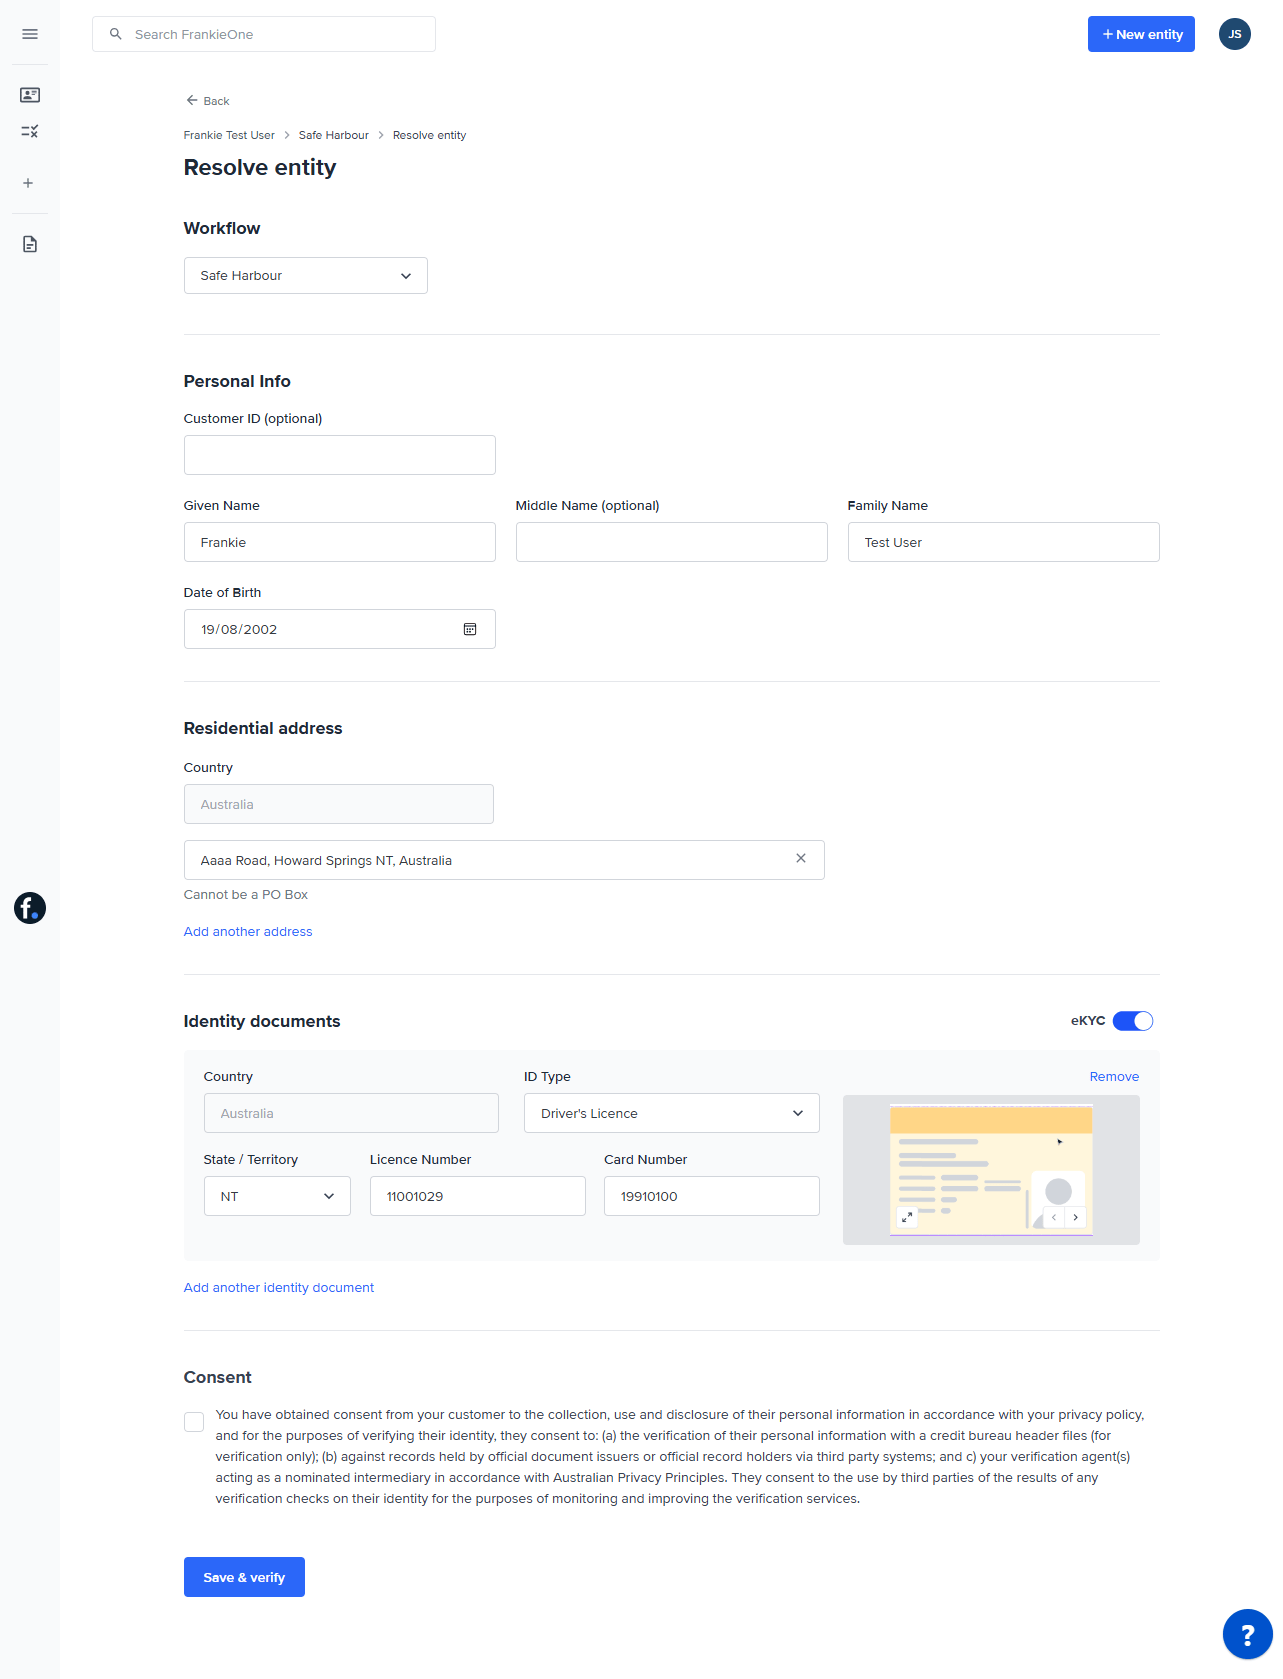 Search FrankieOne
+ New entity
JS
Back
Frankie Test User > Safe Harbour > Resolve entity
Resolve entity
Workflow
Safe Harbour
Personal Info
Customer ID (optional)
Given Name
Middle Name (optional)
Family Name
Frankie
Test User
Date of Birth
19/08/2002
Residential address
Country
Australia
Aaaa Road, Howard Springs NT, Australia
Cannot be a PO Box
f.
Add another address
Identity documents
eKYC
Country
ID Type
Remove
Australia
Driver's Licence
State / Territory
Licence Number
Card Number
NT
11001029
19910100
Add another identity document
Consent
You have obtained consent from your customer to the collection, use and disclosure of their personal information in accordance with your privacy policy,
and for the purposes of verifying their identity, they consent to: (a) the verification of their personal information with a credit bureau header files (for
verification only); (b) against records held by official document issuers or official record holders via third party systems; and c) your verification agent(s)
acting as a nominated intermediary in accordance with Australian Privacy Principles. They consent to the use by third parties of the results of any
verification checks on their identity for the purposes of monitoring and improving the verification services.
Save & verify
?